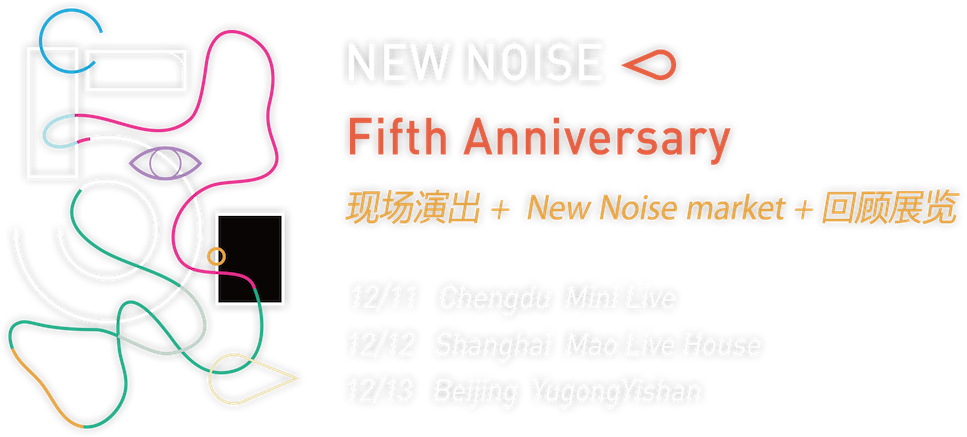 NEW NOISE
Fifth Anniversary
现场演出 + New Noise market + 回顾展览
12/11 Chengdu Mini Live
12/12 Shanghai Mao Live House
12/13 Beijing YugongYishan